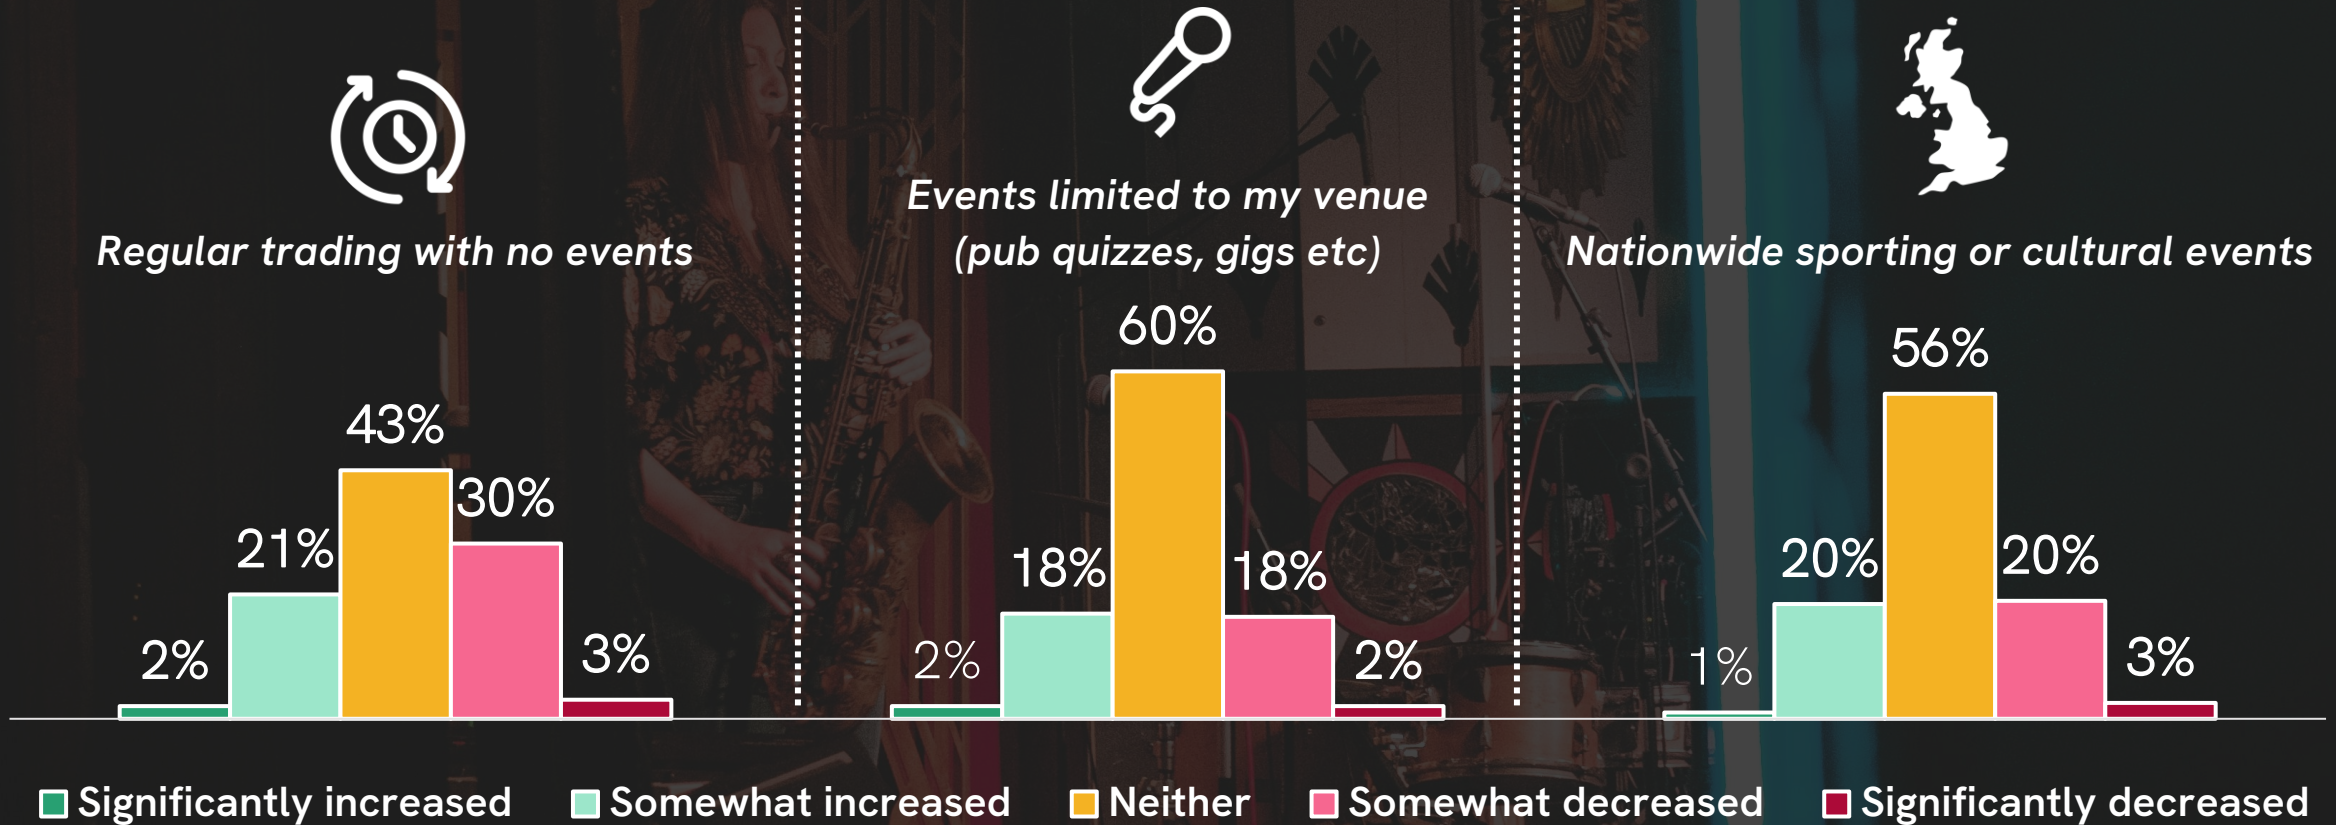 Regular trading with no events
2%
21%
43%
30%
3%
Events limited to my venue
(pub quizzes, gigs etc)
2%
18%
60%
18%
2%
Nationwide sporting or cultural events
1%
20%
56%
20%
3%
Significantly increased
Somewhat increased
Neither
Somewhat decreased
Significantly decreased